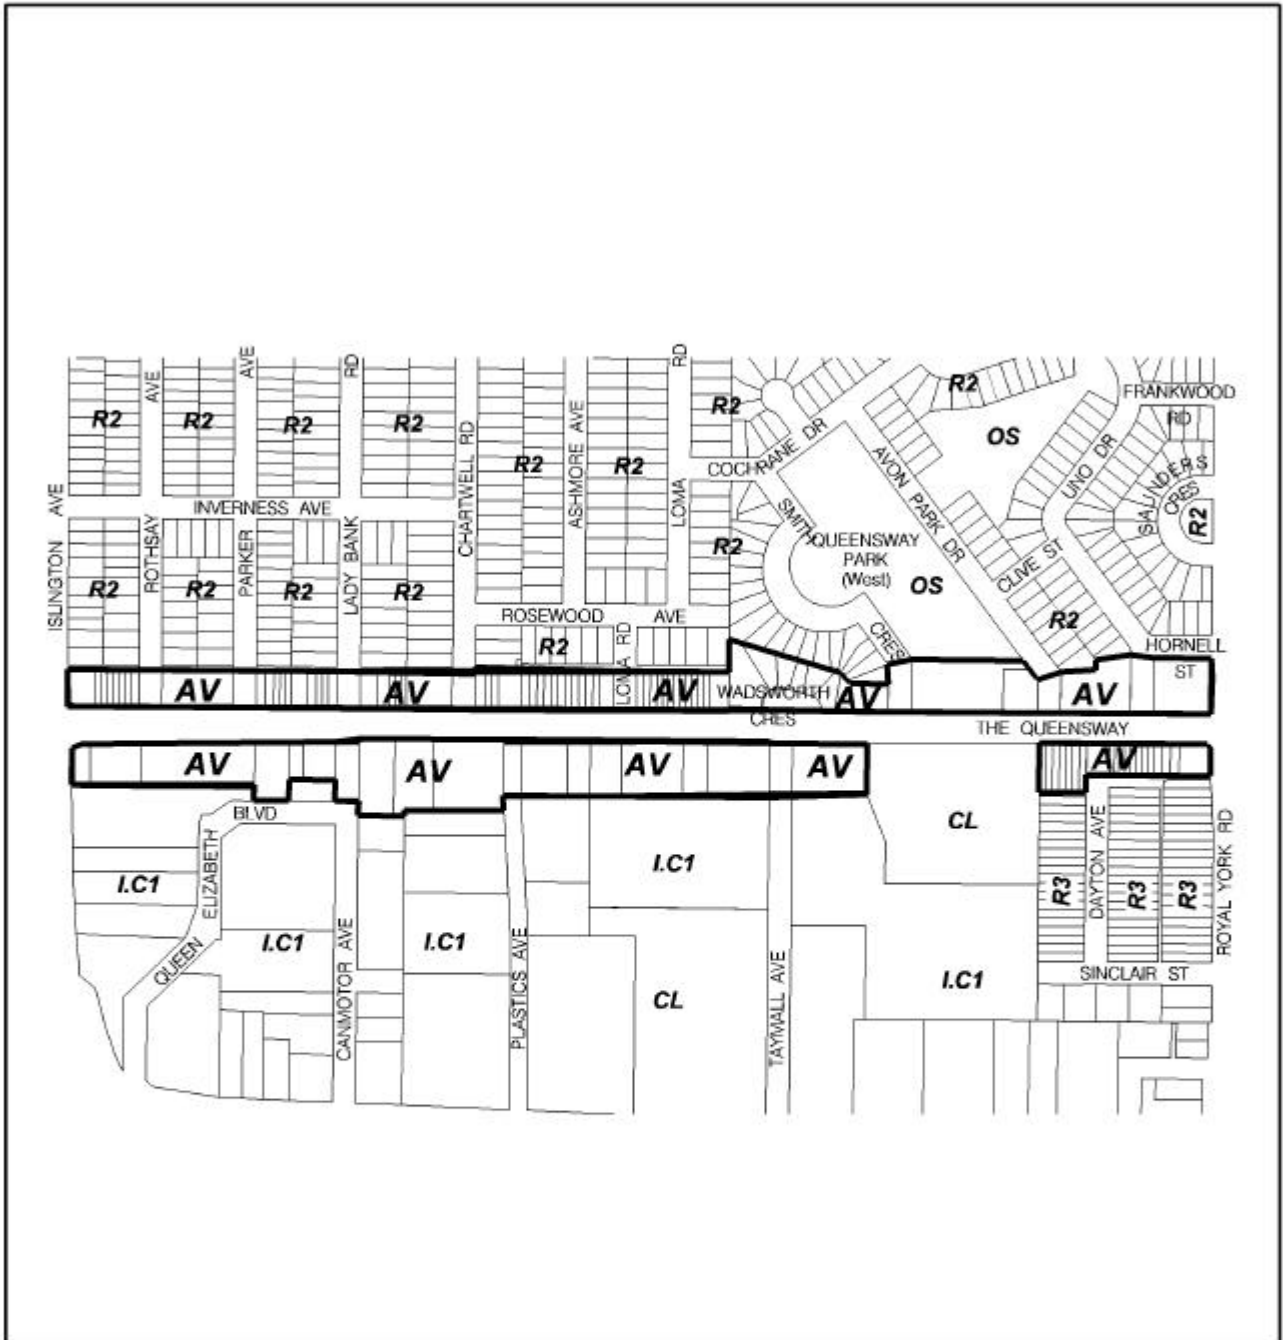 R2
FRANKWOOD
RD
R2
R2
R2
R2
R2
OS
AVE
AVE
RD
RD
R2
R2
COCHRANE DR
AVON PARK DR
UNO DR
SAUNDERS
CRES
R2
CHARTWELL RD
ASHMORE AVE
LOMA
INVERNESS AVE
ISLINGTON AVE
ROTHSAY
PARKER
LADY BANK
SMITH
CRES
QUEENSWAY
PARK
(West)
OS
CLIVE ST
R2
R2
R2
R2
R2
R2
ROSEWOOD AVE
R2
LOMA RD
HORNELL
ST
AV
AV
AV
WADSWORTH
CRES
AV
AV
THE QUEENSWAY
AV
AV
AV
AV
AV
QUEEN ELIZABETH BLVD
CL
I.C1
I.C1
I.C1
I.C1
R3
DAYTON AVE
R3
R3
ROYAL YORK RD
CANMOTOR AVE
PLASTICS AVE
CL
TAYMALL AVE
I.C1
SINCLAIR ST